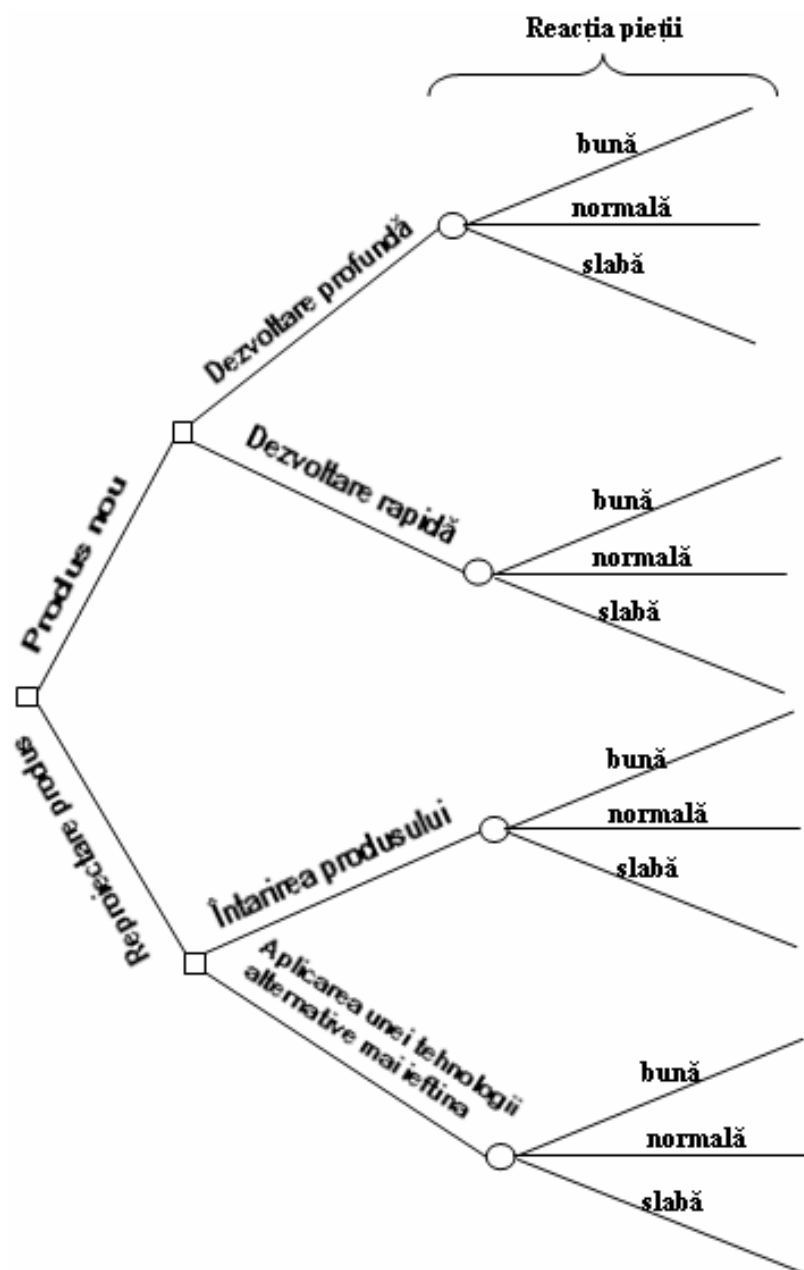 Reacția pieții
bună
normală
slabă
Dezvoltare profundă
Dezvoltare rapidă
bună
normală
slabă
Produs nou
Reproiectare produs
Întarirea produsului
bună
normală
slabă
Aplicarea unei tehnologii
alternative mai ieftina
bună
normală
slabă